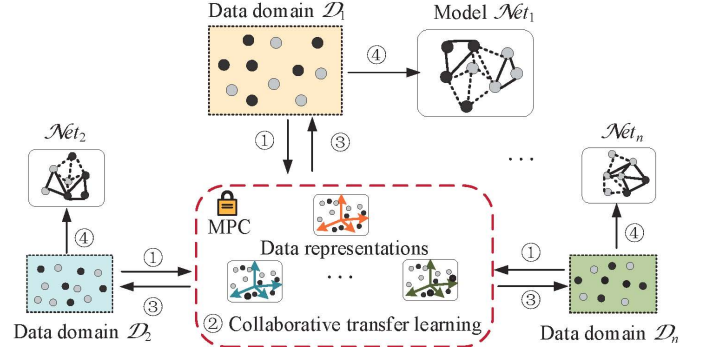 Data domain 𝒟₁
Model 𝒩et₁
④
①
③
𝒩et₂
𝒩etₙ
...
MPC
Data representations
④
④
①
①
...
③
③
② Collaborative transfer learning
Data domain 𝒟₂
Data domain 𝒟ₙ